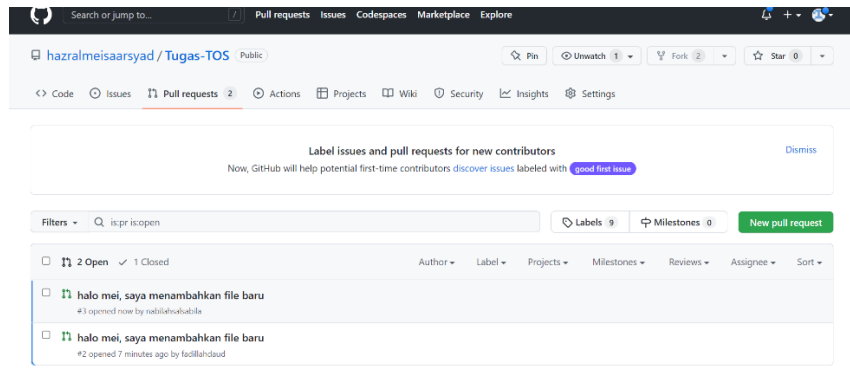 Search or jump to... / Pull requests Issues Codespaces Marketplace Explore
hazralmeisaarsyad / Tugas-TOS Public Pin Unwatch 1 Fork 2 Star 0
Code Issues Pull requests 2 Actions Projects Wiki Security Insights Settings
Label issues and pull requests for new contributors Dismiss
Now, GitHub will help potential first-time contributors discover issues labeled with good first issue
Filters is:pr is:open Labels 9 Milestones 0 New pull request
2 Open 1 Closed Author Label Projects Milestones Reviews Assignee Sort
halo mei, saya menambahkan file baru
#3 opened now by nabilahsalsabila
halo mei, saya menambahkan file baru
#2 opened 7 minutes ago by fadillahdaud